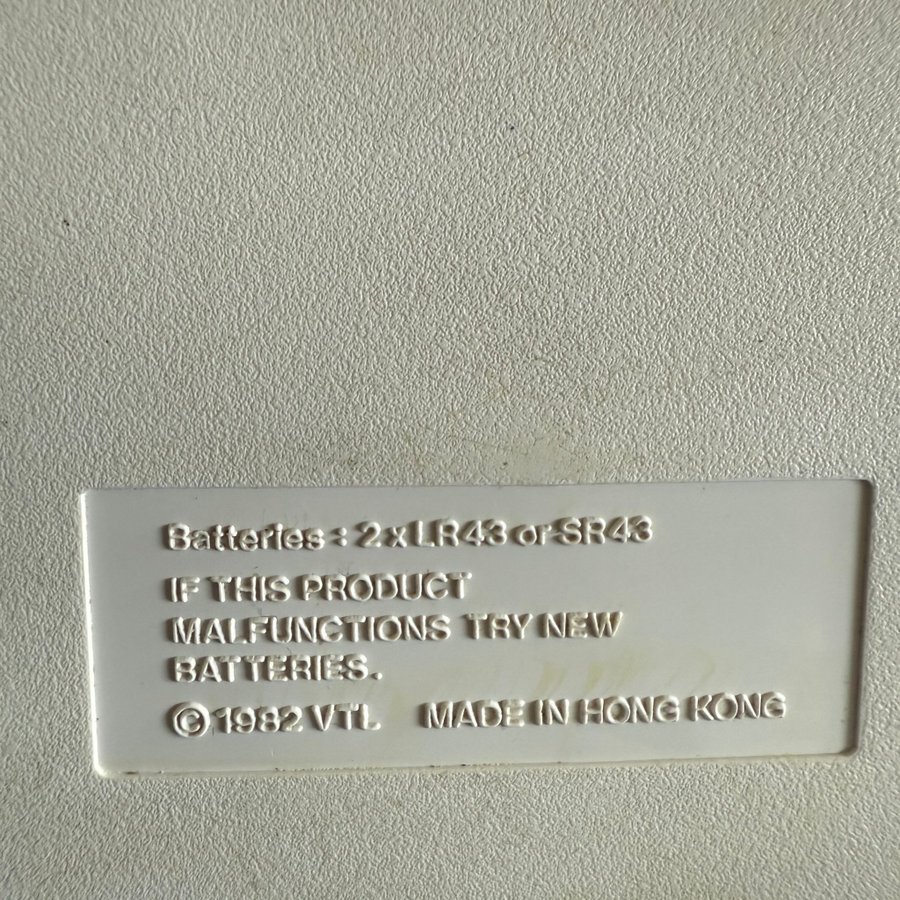 Batteries : 2 x LR43 or SR43
IF THIS PRODUCT
MALFUNCTIONS TRY NEW
BATTERIES.
© 1982 VTL MADE IN HONG KONG